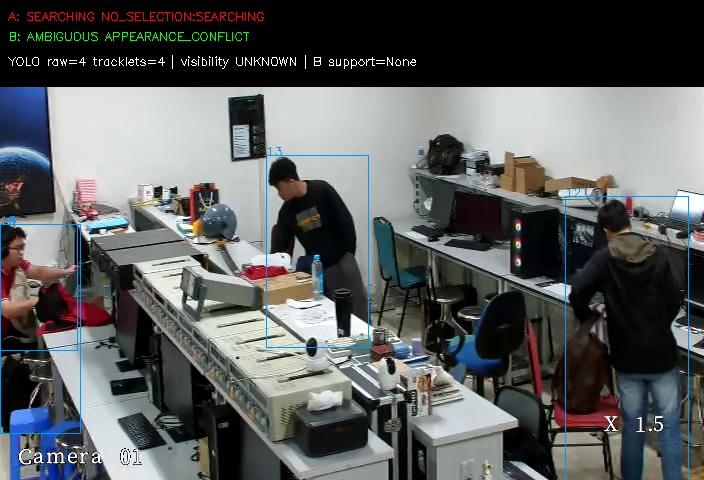 A: SEARCHING NO_SELECTION:SEARCHING
B: AMBIGUOUS APPEARANCE_CONFLICT
YOLO raw=4 tracklets=4 | visibility UNKNOWN | B support=None
13
X 1.5
Camera 01